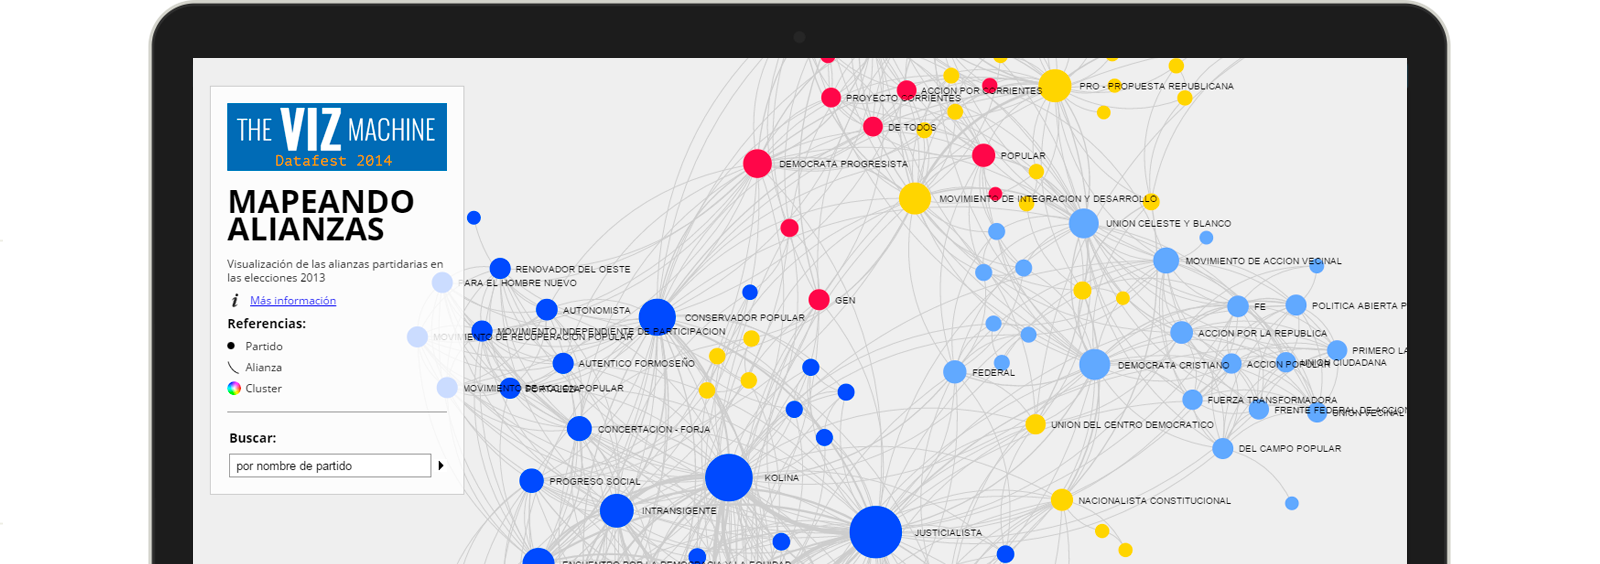 THE VIZ MACHINE
Datafest 2014
MAPEANDO
ALIANZAS
Visualización de las alianzas partidarias en
las elecciones 2013
i Más información
Referencias:
Partido
Alianza
Cluster
Buscar:
por nombre de partido
PRO - PROPUESTA REPUBLICANA
ACCION POR CORRIENTES
PROYECTO CORRIENTES
DE TODOS
POPULAR
DEMOCRATA PROGRESISTA
MOVIMIENTO DE INTEGRACION Y DESARROLLO
UNION CELESTE Y BLANCO
MOVIMIENTO DE ACCION VECINAL
RENOVADOR DEL OESTE
PARA EL HOMBRE NUEVO
GEN
FE
POLITICA ABIERTA P
AUTONOMISTA
CONSERVADOR POPULAR
MOVIMIENTO INDEPENDIENTE DE PARTICIPACION
MOVIMIENTO DE RECUPERACION POPULAR
ACCION POR LA REPUBLICA
PRIMERO LA
AUTENTICO FORMOSEÑO
DEMOCRATA CRISTIANO
ACCION POPULAR
UNION CIUDADANA
FEDERAL
MOVIMIENTO DE ACCION POPULAR
FORTALEZA
FUERZA TRANSFORMADORA
FRENTE FEDERAL DE ACCION
UNION VECINAL
UNION DEL CENTRO DEMOCRATICO
CONCERTACION - FORJA
DEL CAMPO POPULAR
KOLINA
PROGRESO SOCIAL
NACIONALISTA CONSTITUCIONAL
INTRANSIGENTE
JUSTICIALISTA
ENCUENTRO POR LA DEMOCRACIA Y LA EQUIDAD